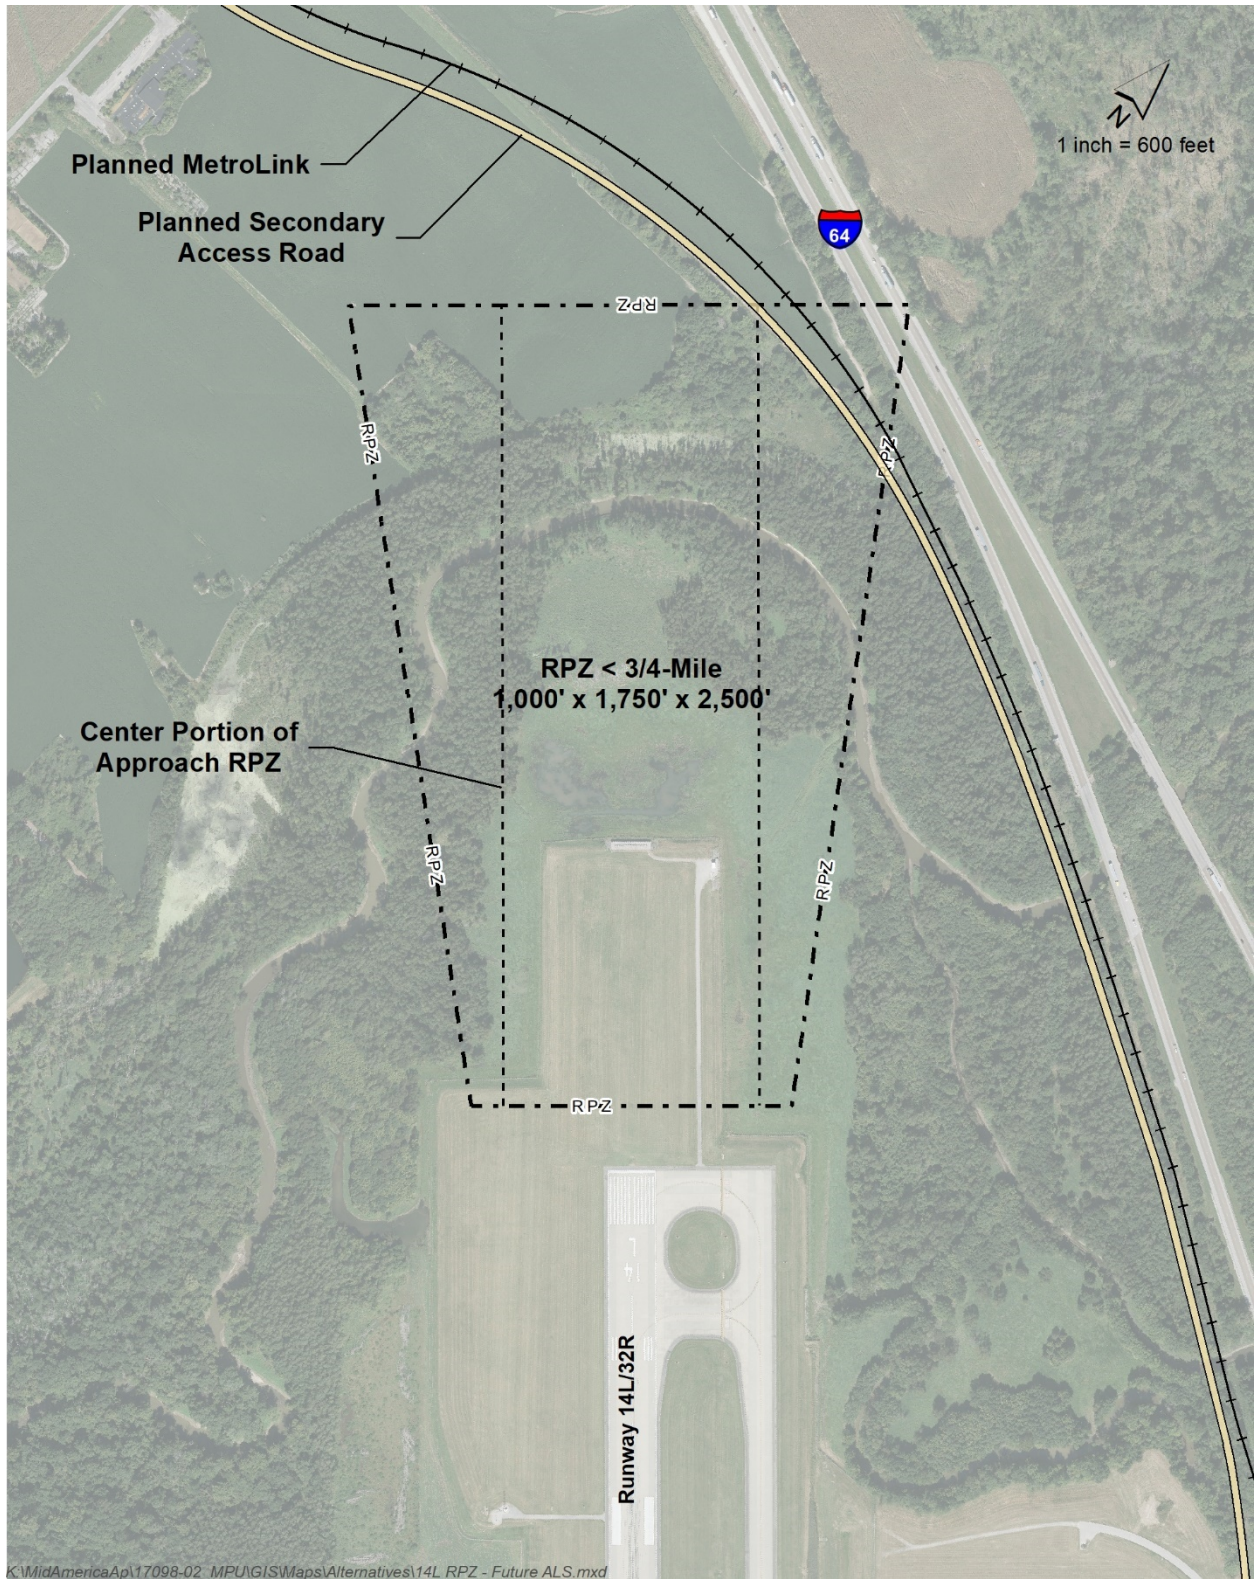 Planned MetroLink
N
1 inch = 600 feet
Planned Secondary
Access Road
64
RPZ
RPZ
RPZ
RPZ < 3/4-Mile
1,000' x 1,750' x 2,500'
Center Portion of
Approach RPZ
RPZ
RPZ
RPZ
14
L
Runway 14L/32R
K:\MidAmericaAp\17098-02_MPU\GIS\Maps\Alternatives\14L RPZ - Future ALS.mxd